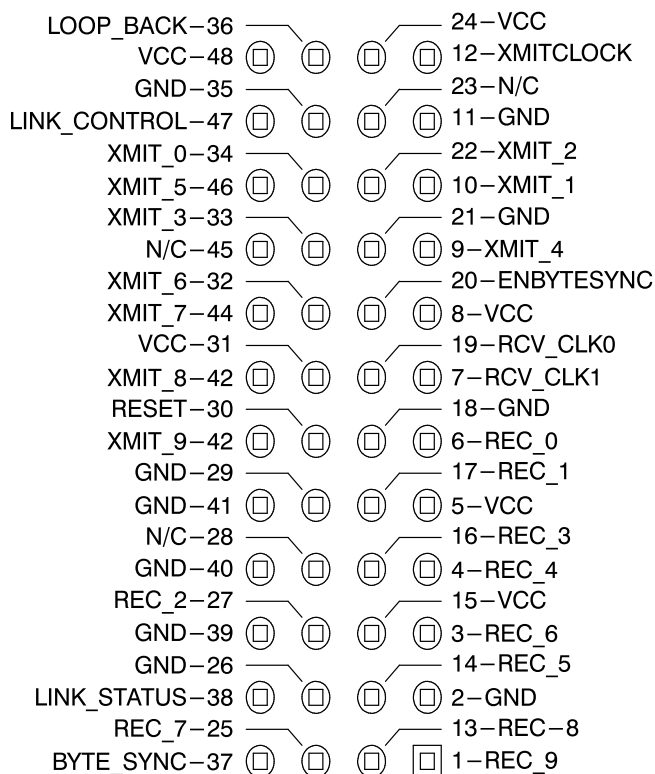 LOOP_BACK–36
24–VCC
VCC–48
12–XMITCLOCK
GND–35
23–N/C
LINK_CONTROL–47
11–GND
XMIT_0–34
22–XMIT_2
XMIT_5–46
10–XMIT_1
XMIT_3–33
21–GND
N/C–45
9–XMIT_4
XMIT_6–32
20–ENBYTESYNC
XMIT_7–44
8–VCC
VCC–31
19–RCV_CLK0
XMIT_8–42
7–RCV_CLK1
RESET–30
18–GND
XMIT_9–42
6–REC_0
GND–29
17–REC_1
GND–41
5–VCC
N/C–28
16–REC_3
GND–40
4–REC_4
REC_2–27
15–VCC
GND–39
3–REC_6
GND–26
14–REC_5
LINK_STATUS–38
2–GND
REC_7–25
13–REC–8
BYTE_SYNC–37
1–REC_9